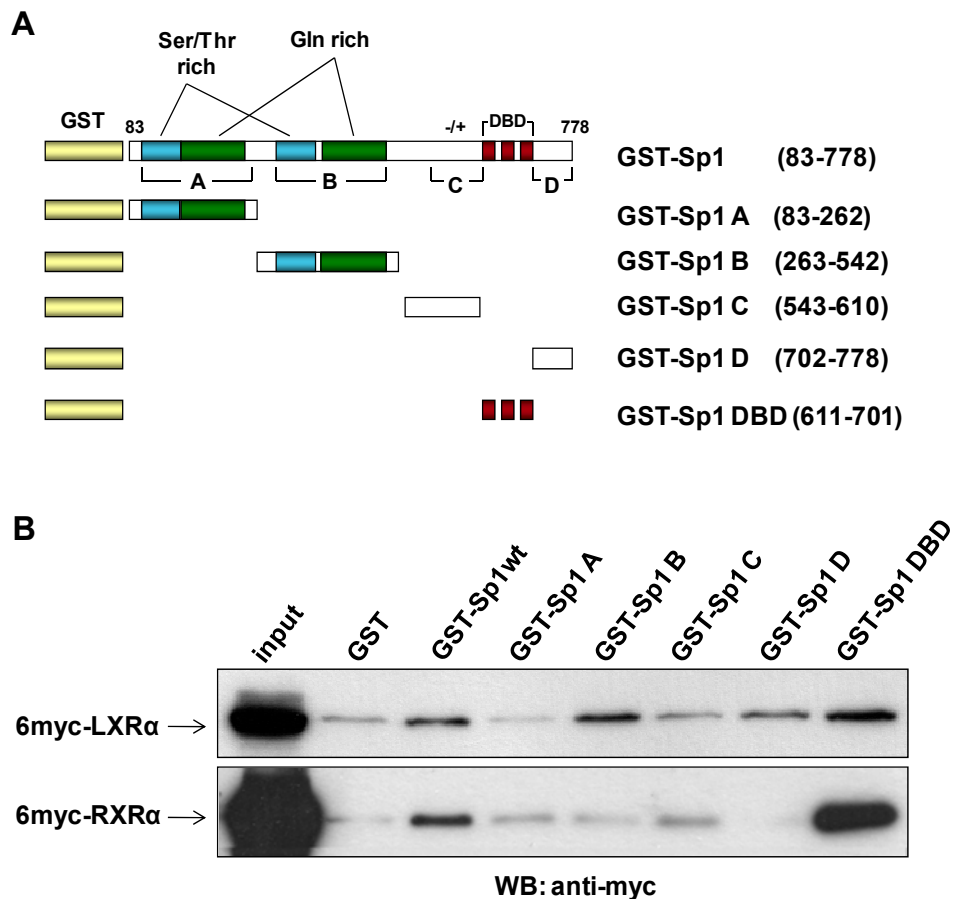 A
Ser/Thr
rich
Gln rich
GST
83
-/+
DBD
778
A
B
C
D
GST-Sp1 (83-778)
GST-Sp1 A (83-262)
GST-Sp1 B (263-542)
GST-Sp1 C (543-610)
GST-Sp1 D (702-778)
GST-Sp1 DBD (611-701)
B
input
GST
GST-Sp1wt
GST-Sp1 A
GST-Sp1 B
GST-Sp1 C
GST-Sp1 D
GST-Sp1 DBD
6myc-LXRα
6myc-RXRα
WB: anti-myc